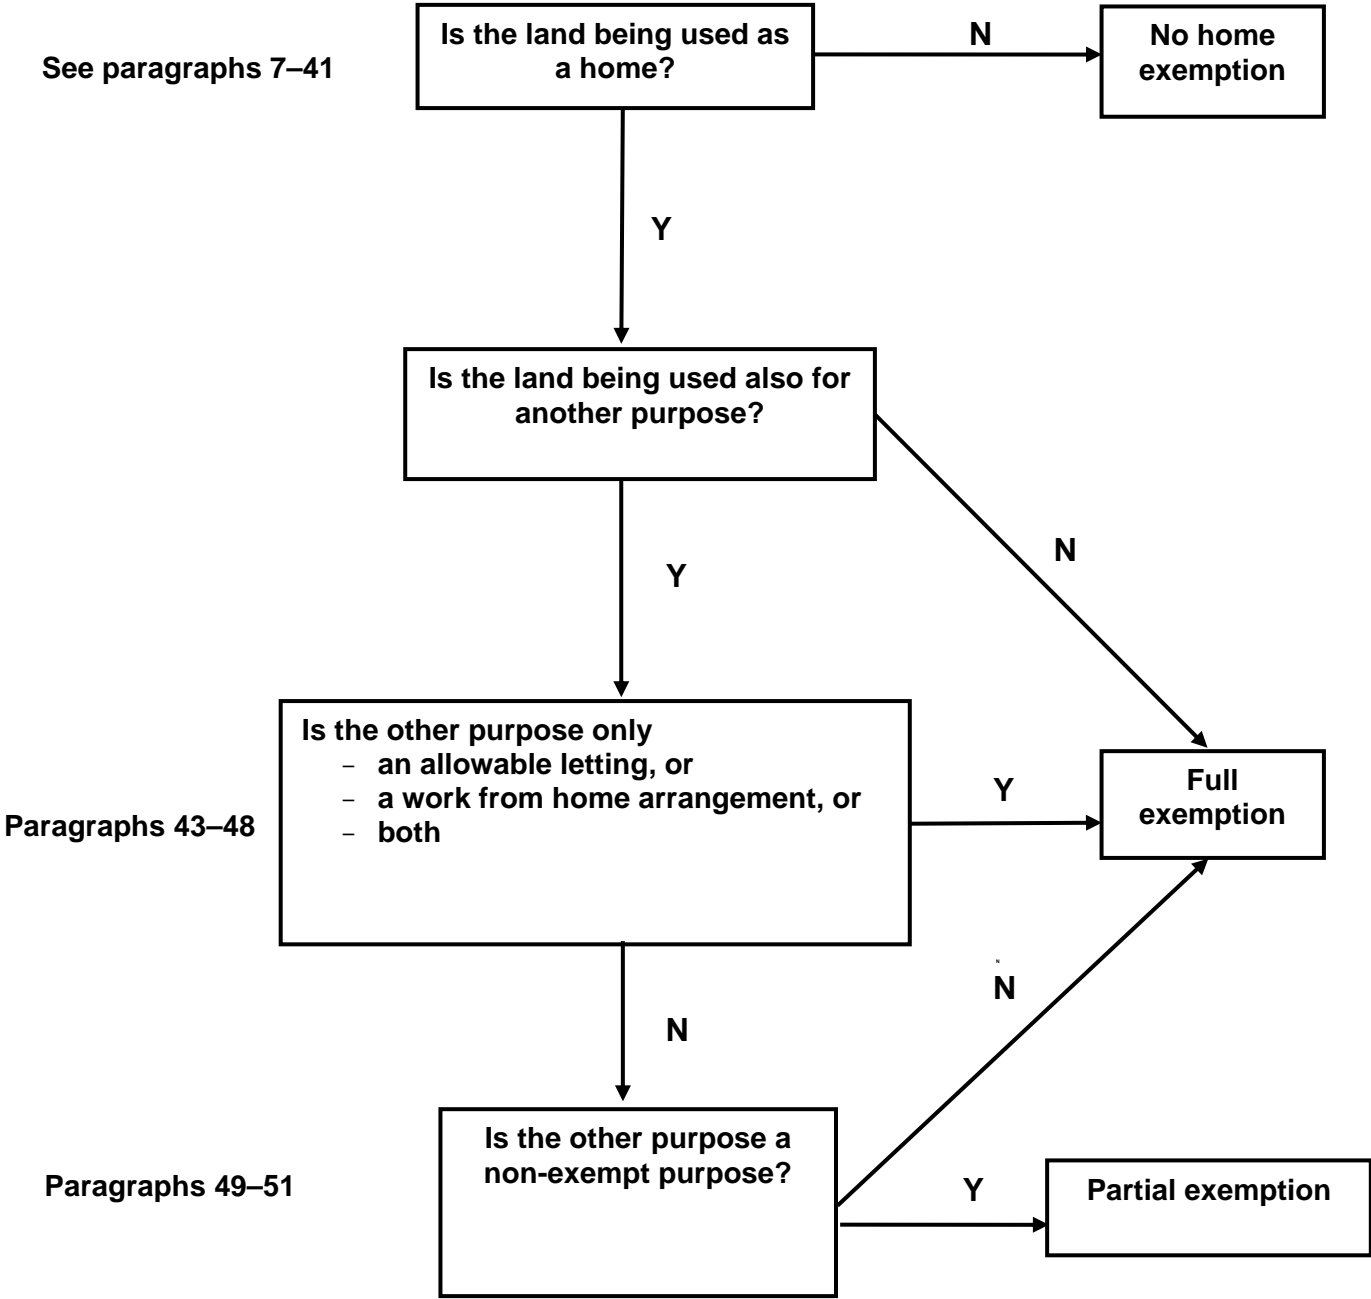 Is the land being used as
a home?
N
No home
exemption
See paragraphs 7–41
Y
Is the land being used also for
another purpose?
N
Y
Is the other purpose only
– an allowable letting, or
– a work from home arrangement, or
– both
Y
Full
exemption
Paragraphs 43–48
N
N
N
Is the other purpose a
non-exempt purpose?
Y
Partial exemption
Paragraphs 49–51